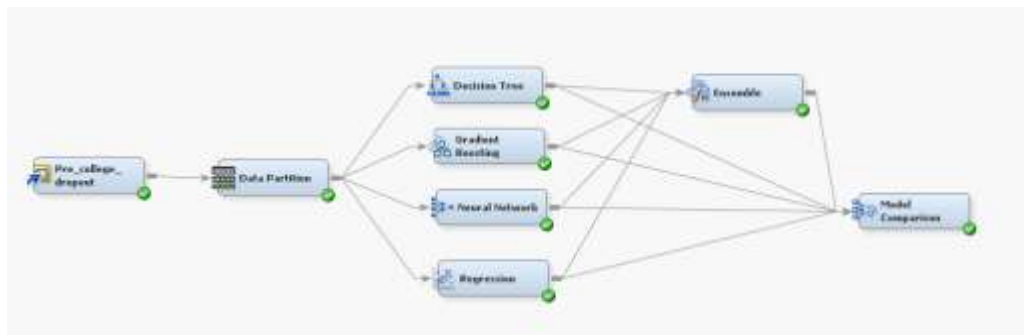 Pre_college_
dropout
Data Partition
Decision Tree
Gradient
Boosting
Neural Network
Regression
Ensemble
Model
Comparison